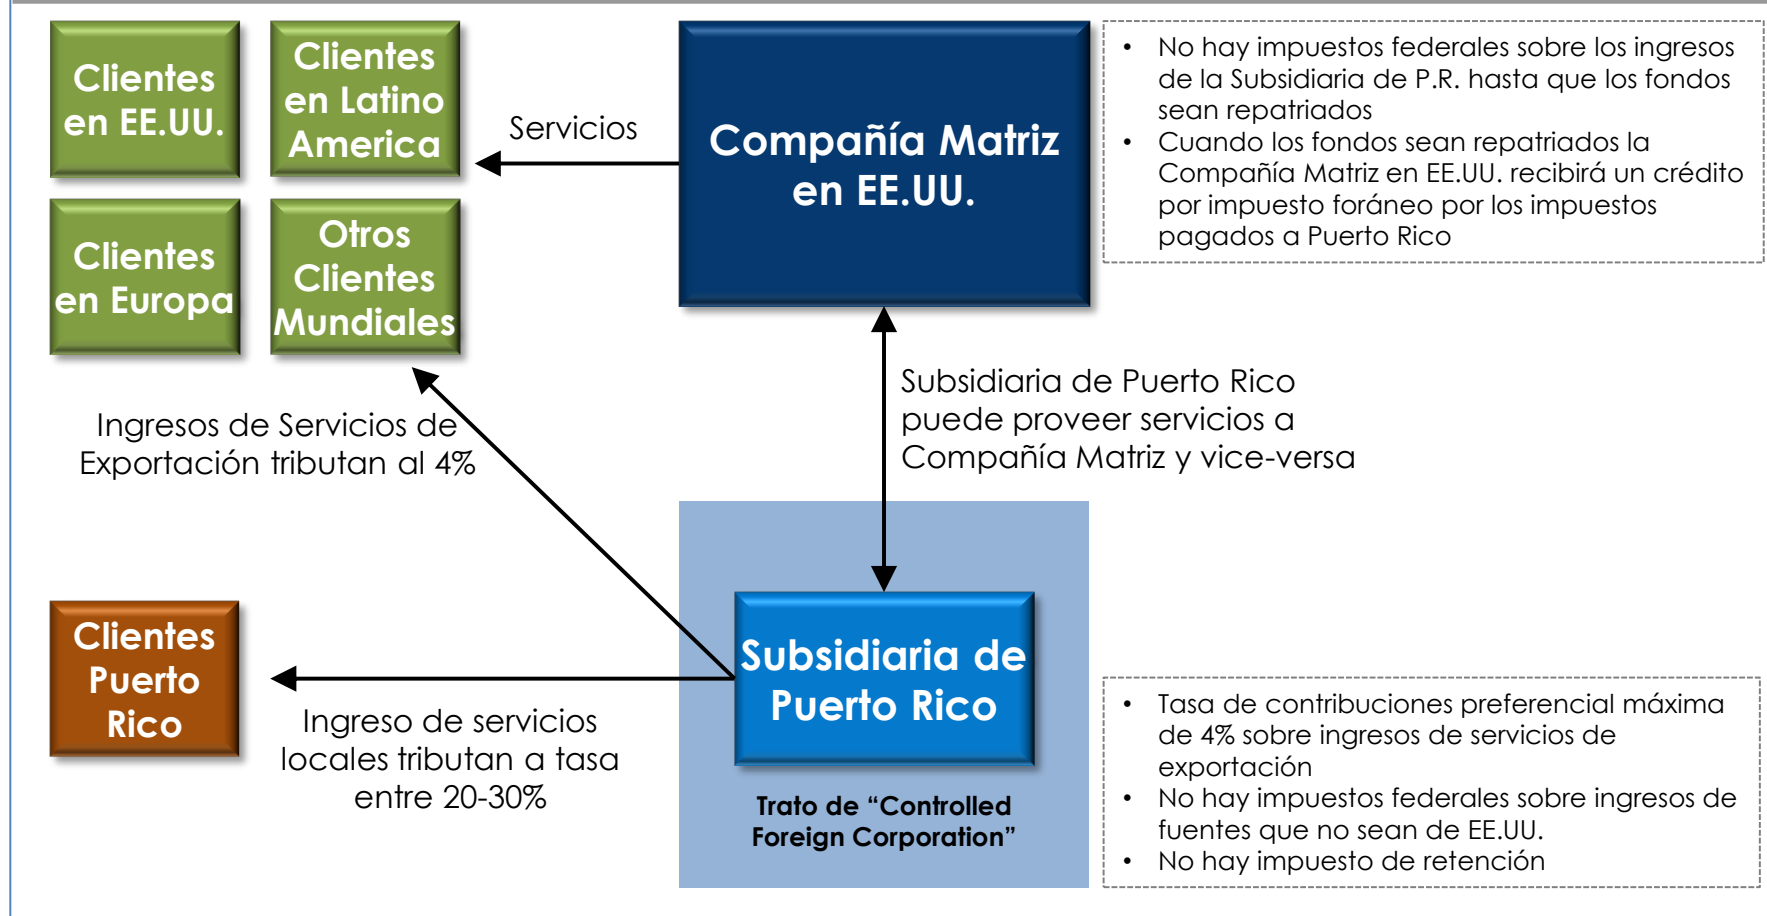 Clientes
en EE.UU.
Clientes
en Latino
America
Clientes
en Europa
Otros
Clientes
Mundiales
Servicios
Compañía Matriz
en EE.UU.
• No hay impuestos federales sobre los ingresos
de la Subsidiaria de P.R. hasta que los fondos
sean repatriados
• Cuando los fondos sean repatriados la
Compañía Matriz en EE.UU. recibirá un crédito
por impuesto foráneo por los impuestos
pagados a Puerto Rico
Ingresos de Servicios de
Exportación tributan al 4%
Subsidiaria de Puerto Rico
puede proveer servicios a
Compañía Matriz y vice-versa
Clientes
Puerto
Rico
Ingreso de servicios
locales tributan a tasa
entre 20-30%
Subsidiaria de
Puerto Rico
Trato de “Controlled
Foreign Corporation”
• Tasa de contribuciones preferencial máxima
de 4% sobre ingresos de servicios de
exportación
• No hay impuestos federales sobre ingresos de
fuentes que no sean de EE.UU.
• No hay impuesto de retención